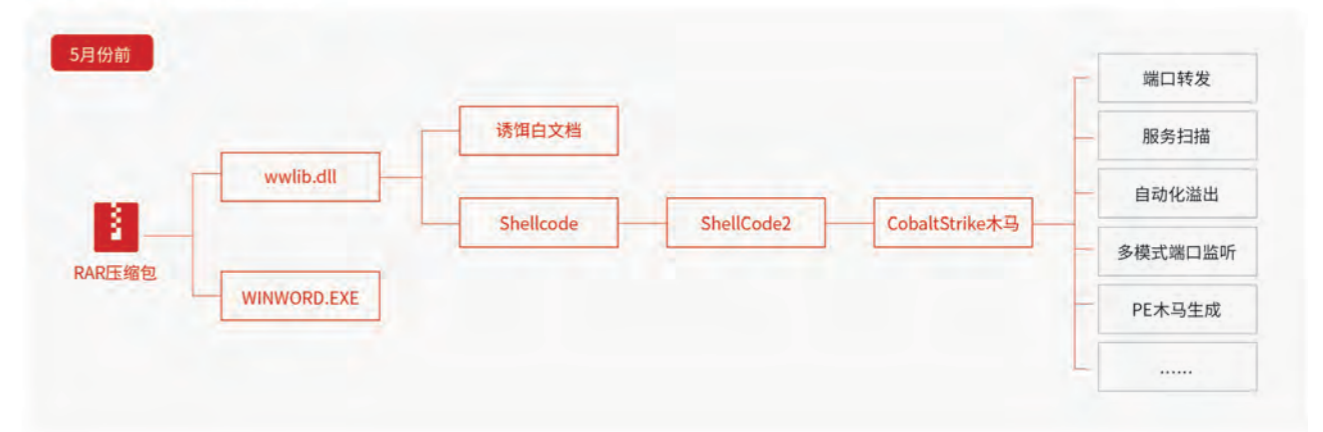 5月份前
RAR压缩包
wwlib.dll
WINWORD.EXE
诱饵白文档
Shellcode
ShellCode2
CobaltStrike木马
端口转发
服务扫描
自动化溢出
多模式端口监听
PE木马生成
……